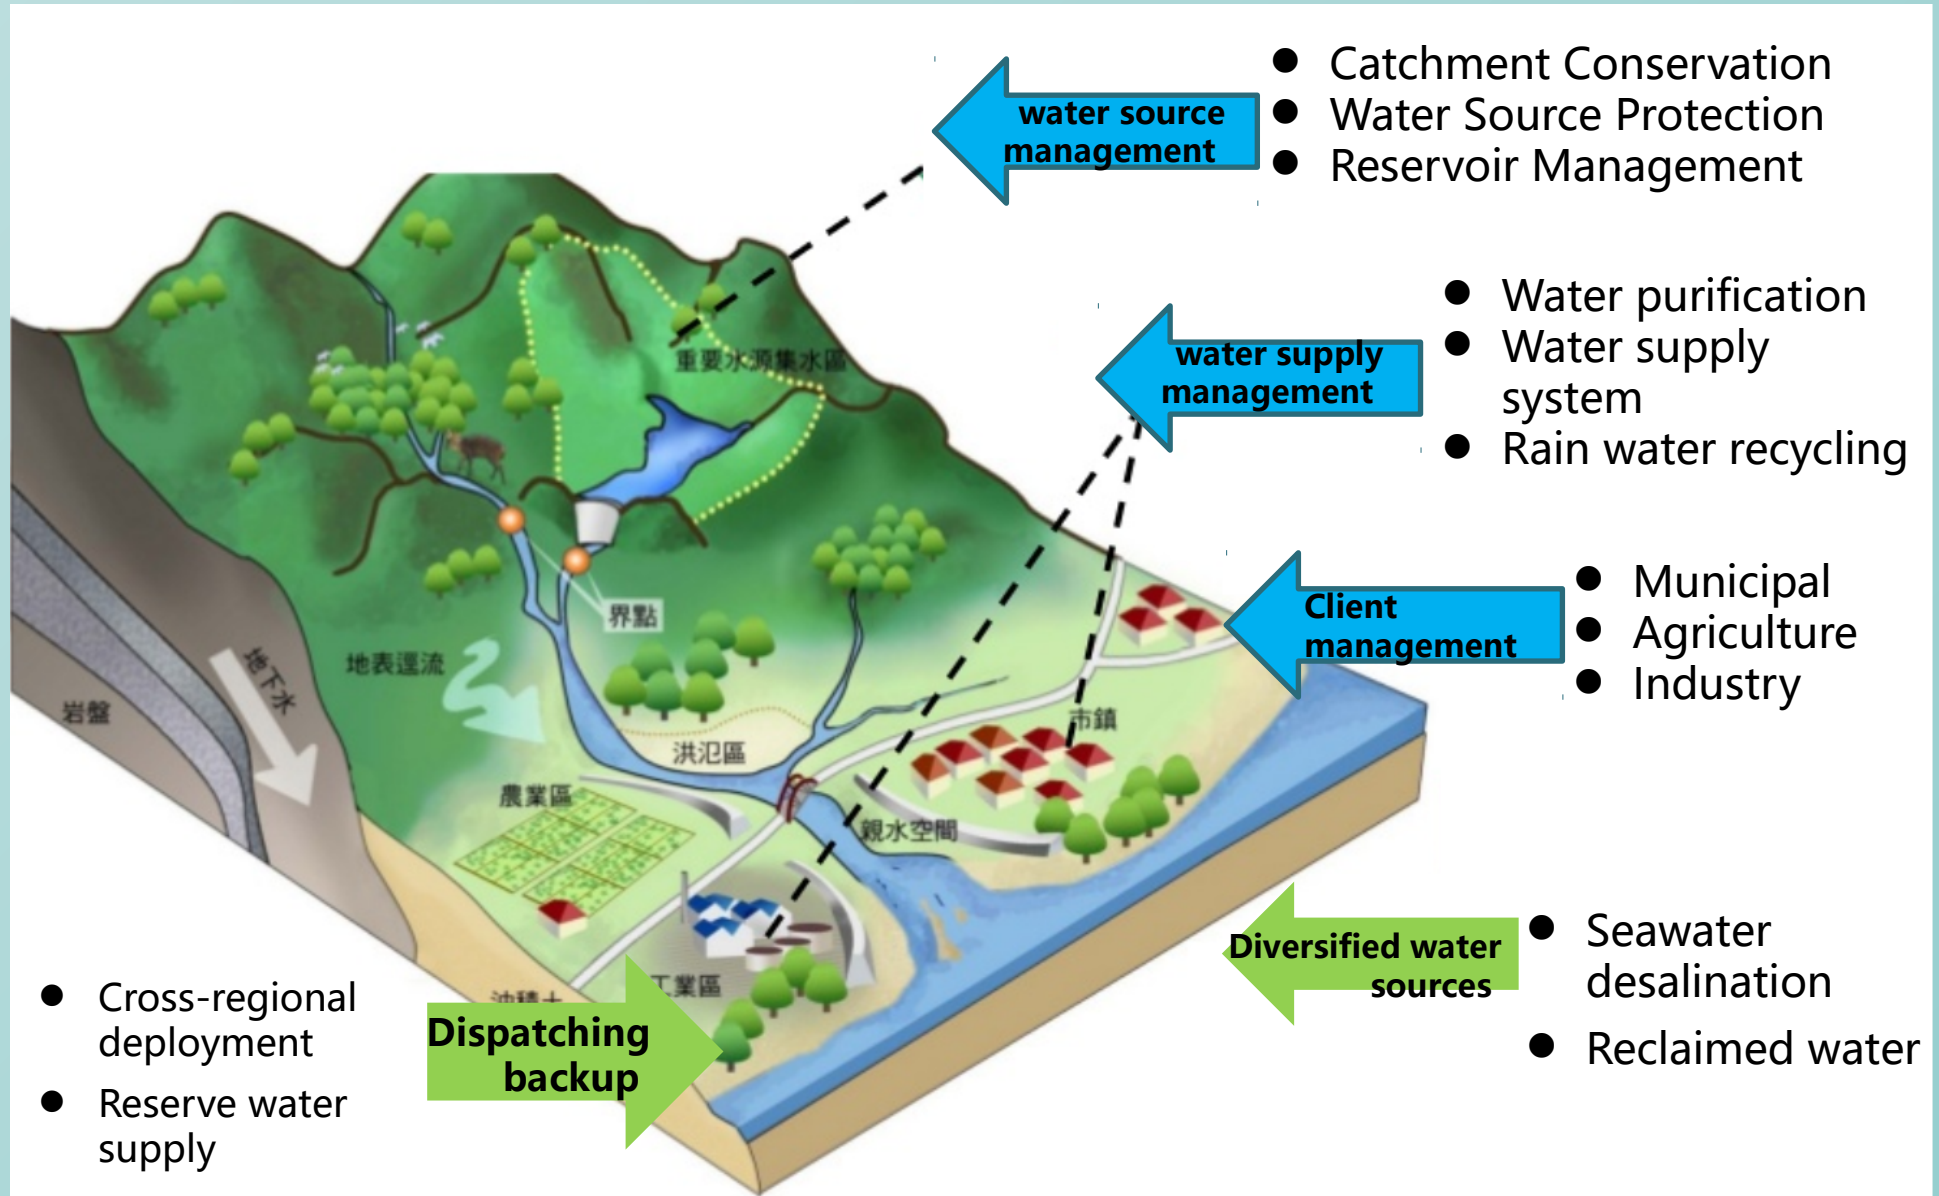 ● Catchment Conservation
● Water Source Protection
● Reservoir Management
water source
management
● Water purification
● Water supply
system
● Rain water recycling
water supply
management
● Municipal
● Agriculture
● Industry
Client
management
● Seawater
desalination
● Reclaimed water
Diversified water
sources
● Cross-regional
deployment
● Reserve water
supply
Dispatching
backup
重要水源集水區
界點
地表逕流
地下水
岩盤
市鎮
洪氾區
農業區
親水空間
工業區